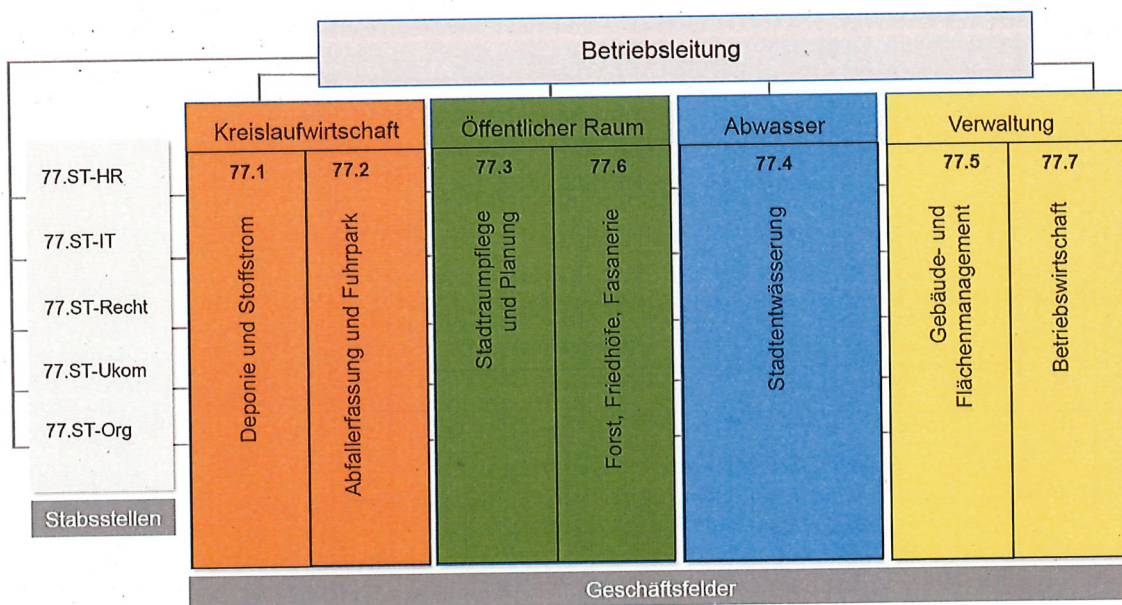 Betriebsleitung
Kreislaufwirtschaft
Öffentlicher Raum
Abwasser
Verwaltung
77.1
77.2
77.3
77.6
77.4
77.5
77.7
Deponie und Stoffstrom
Abfallerfassung und Fuhrpark
Stadtraumpflege
und Planung
Forst, Friedhöfe, Fasanerie
Stadtentwässerung
Gebäude- und
Flächenmanagement
Betriebswirtschaft
77.ST-HR
77.ST-IT
77.ST-Recht
77.ST-Ukom
77.ST-Org
Stabsstellen
Geschäftsfelder